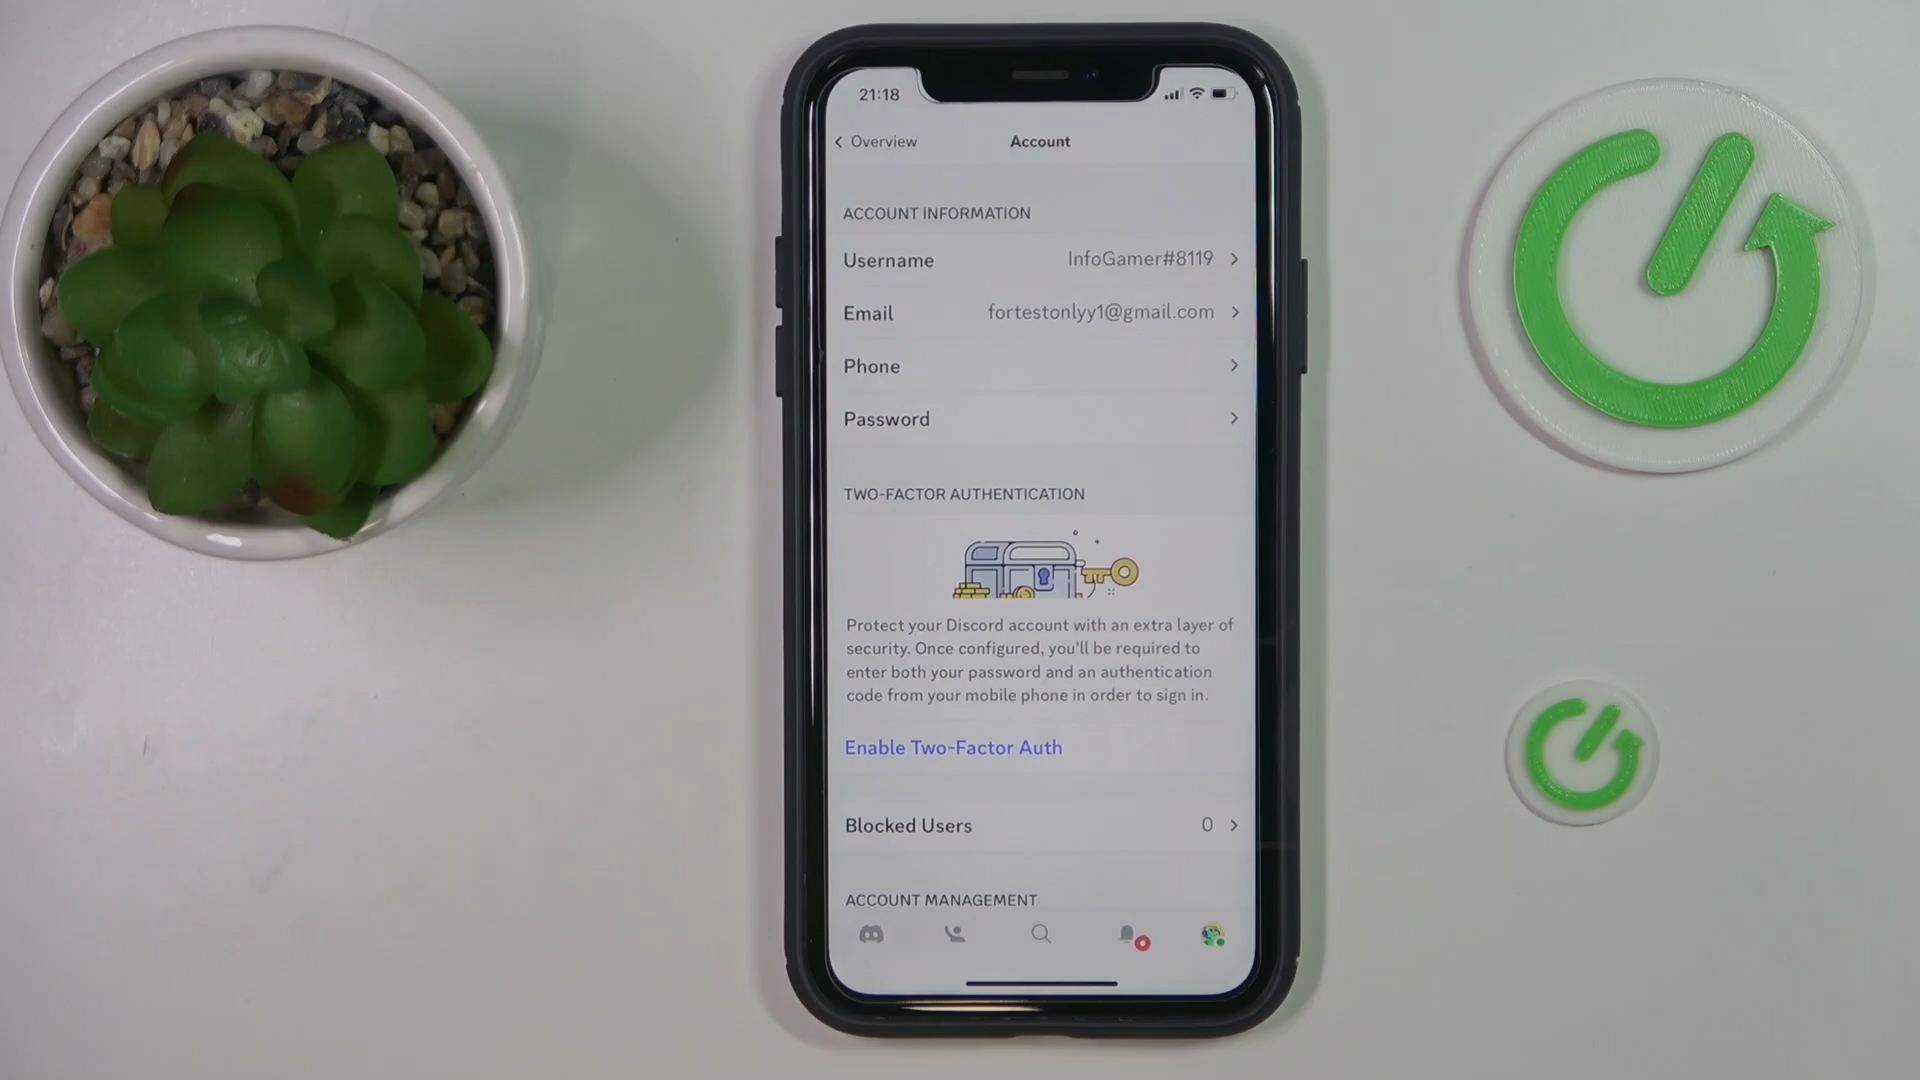 21:18
Overview
Account
ACCOUNT INFORMATION
Username InfoGamer#8119
Email fortestonlyy1@gmail.com
Phone
Password
TWO-FACTOR AUTHENTICATION
Protect your Discord account with an extra layer of
security. Once configured, you'll be required to
enter both your password and an authentication
code from your mobile phone in order to sign in.
Enable Two-Factor Auth
Blocked Users 0
ACCOUNT MANAGEMENT